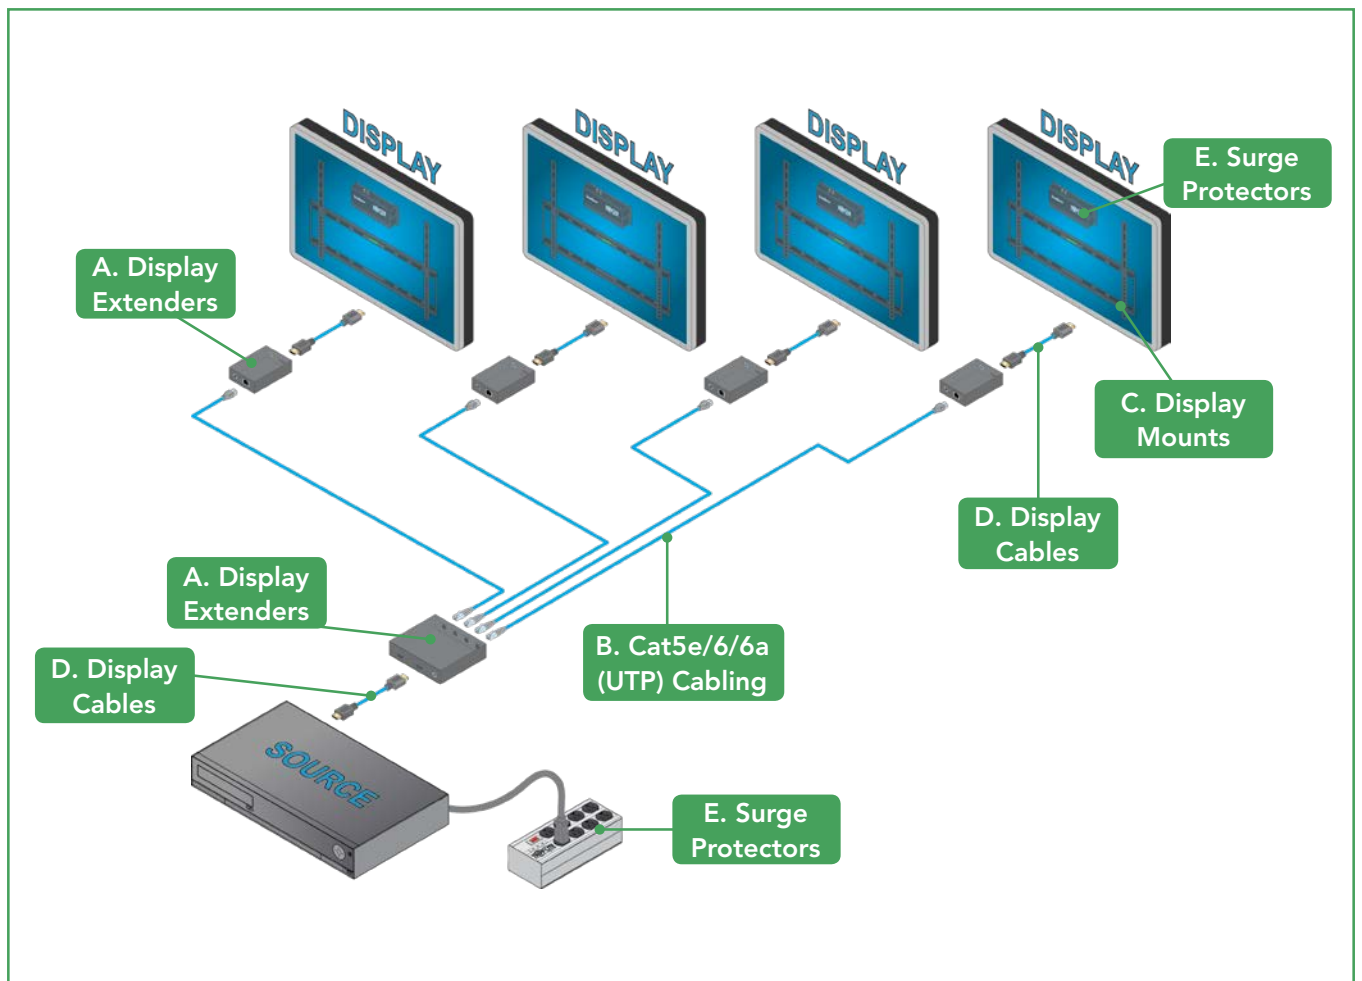 DISPLAY
DISPLAY
DISPLAY
DISPLAY
E. Surge
Protectors
A. Display
Extenders
C. Display
Mounts
D. Display
Cables
A. Display
Extenders
B. Cat5e/6/6a
(UTP) Cabling
D. Display
Cables
SOURCE
E. Surge
Protectors